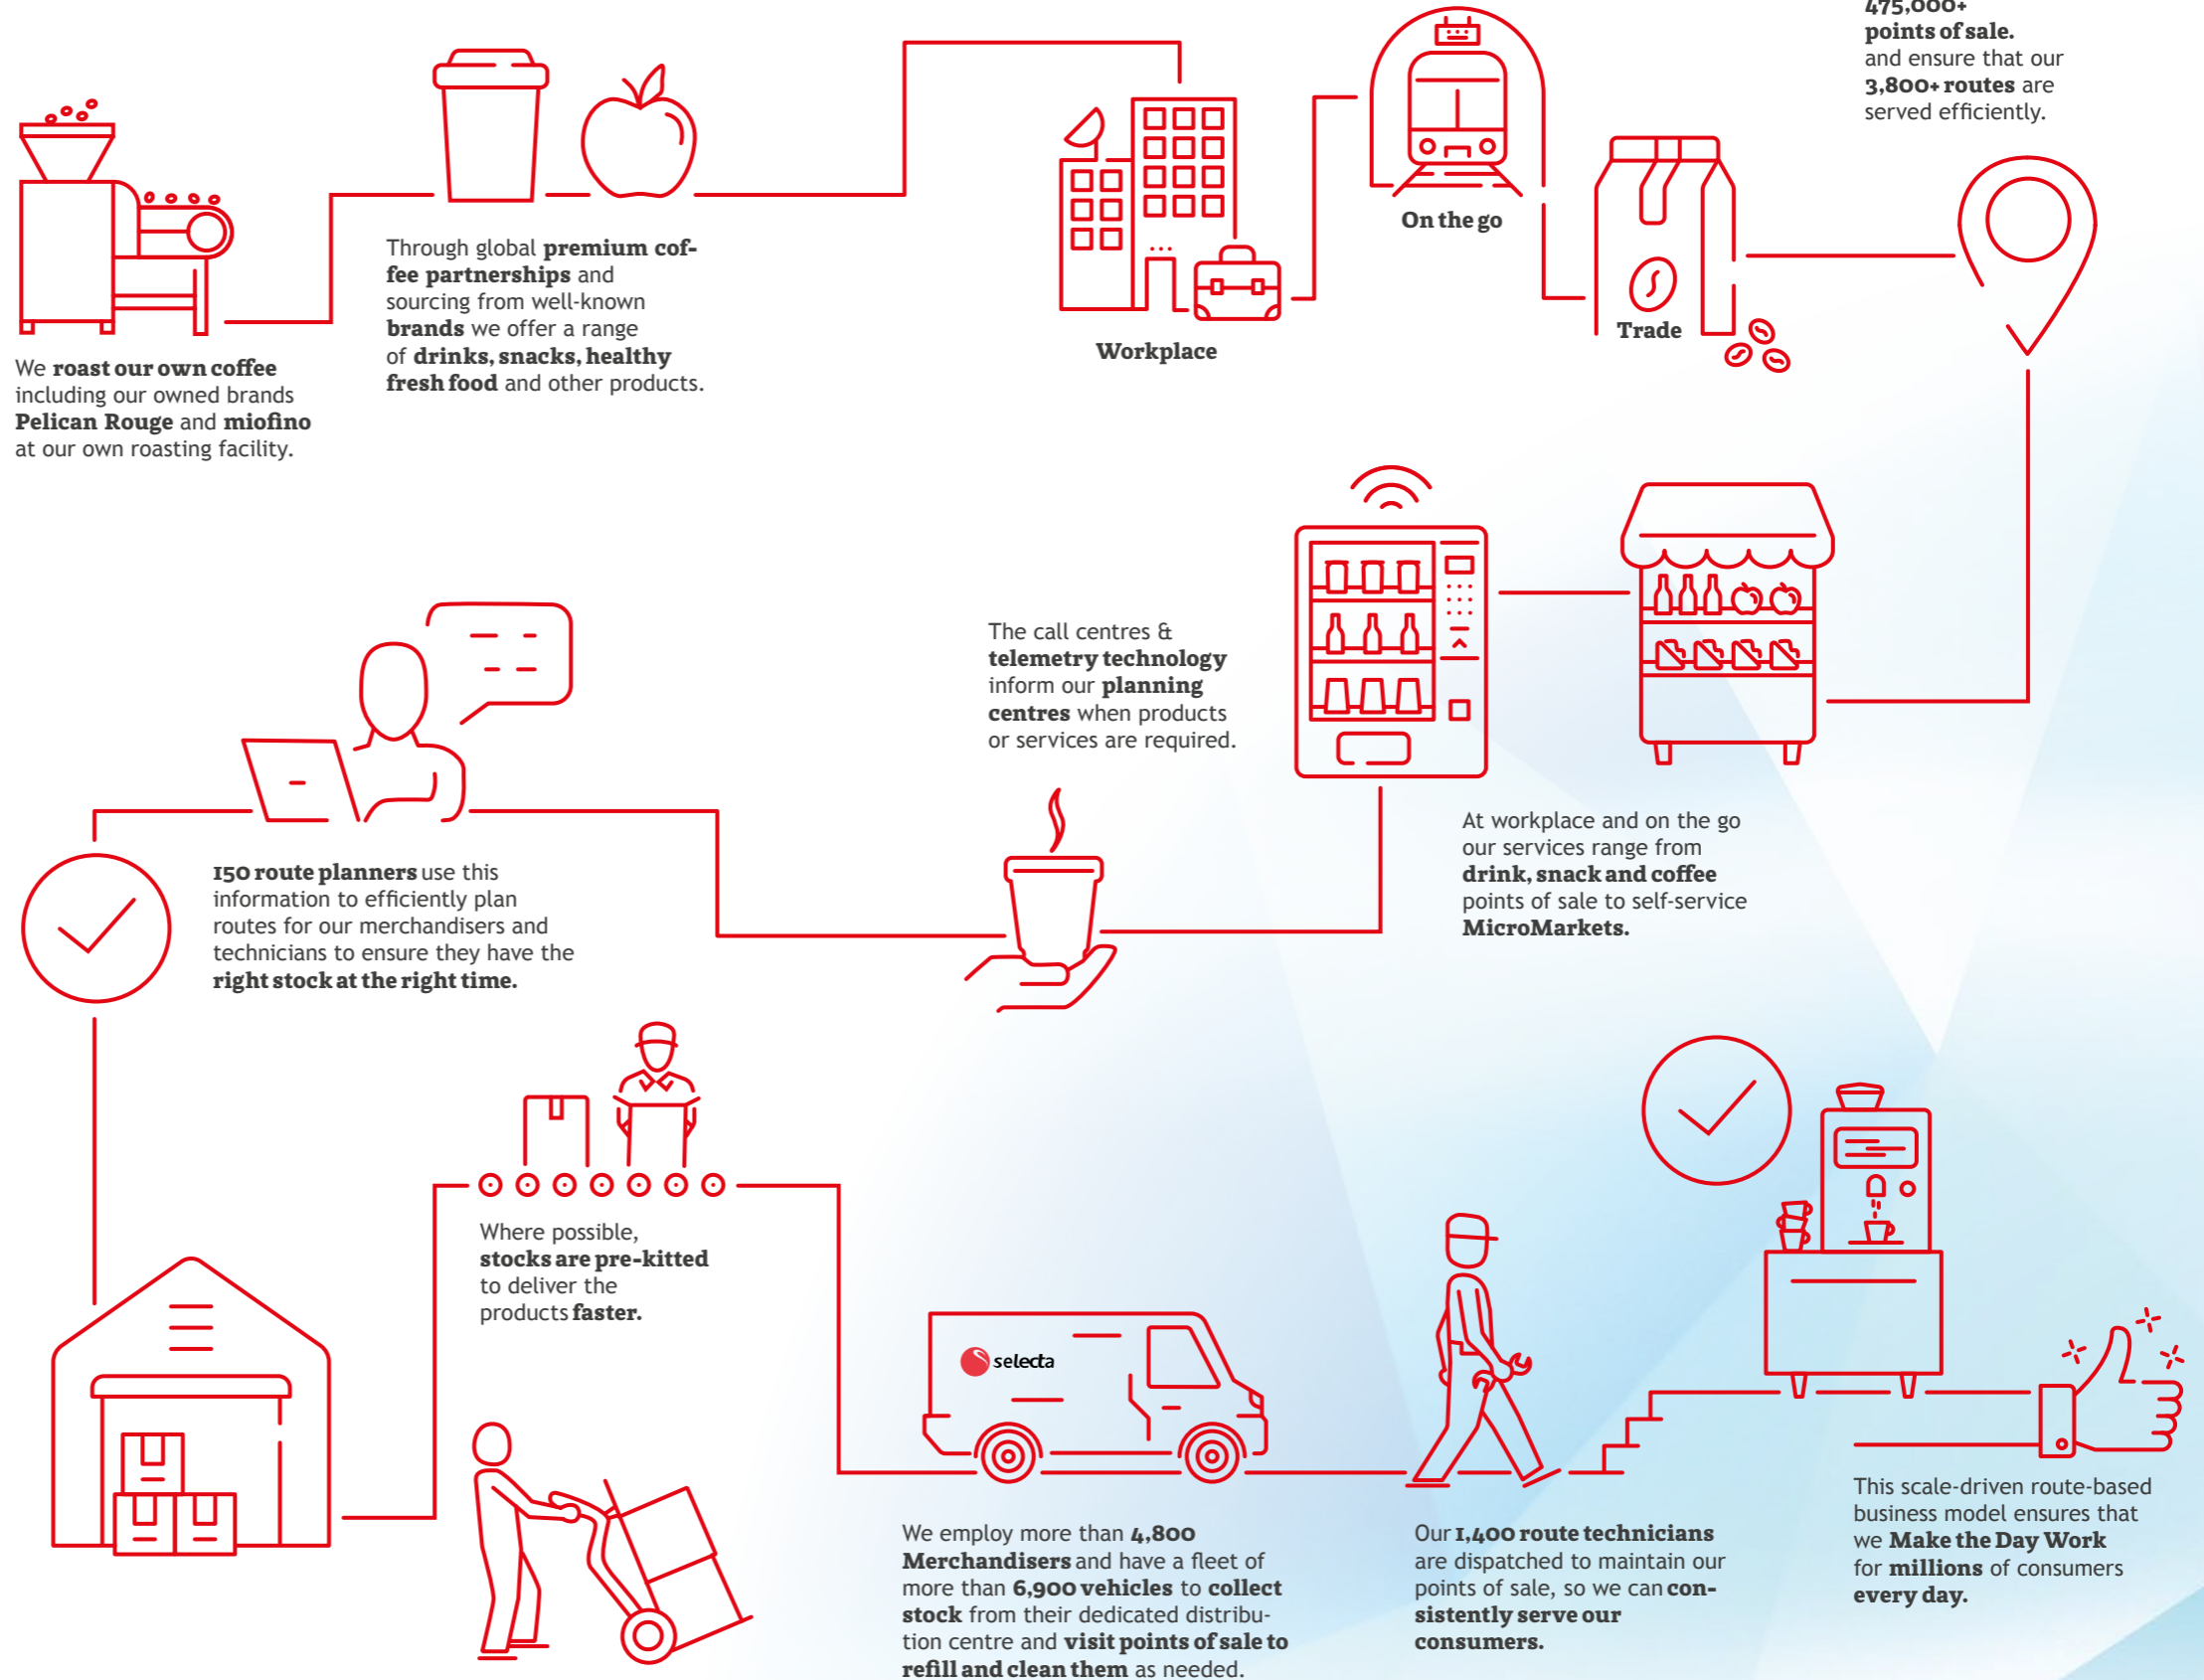 475,000+
points of sale.
and ensure that our
3,800+ routes are
served efficiently.
We roast our own coffee
including our owned brands
Pelican Rouge and miofino
at our own roasting facility.
Through global premium cof-
fee partnerships and
sourcing from well-known
brands we offer a range
of drinks, snacks, healthy
fresh food and other products.
Workplace
On the go
Trade
At workplace and on the go
our services range from
drink, snack and coffee
points of sale to self-service
MicroMarkets.
The call centres &
telemetry technology
inform our planning
centres when products
or services are required.
150 route planners use this
information to efficiently plan
routes for our merchandisers and
technicians to ensure they have the
right stock at the right time.
Where possible,
stocks are pre-kitted
to deliver the
products faster.
selecta
We employ more than 4,800
Merchandisers and have a fleet of
more than 6,900 vehicles to collect
stock from their dedicated distribu-
tion centre and visit points of sale to
refill and clean them as needed.
Our 1,400 route technicians
are dispatched to maintain our
points of sale, so we can con-
sistently serve our
consumers.
This scale-driven route-based
business model ensures that
we Make the Day Work
for millions of consumers
every day.